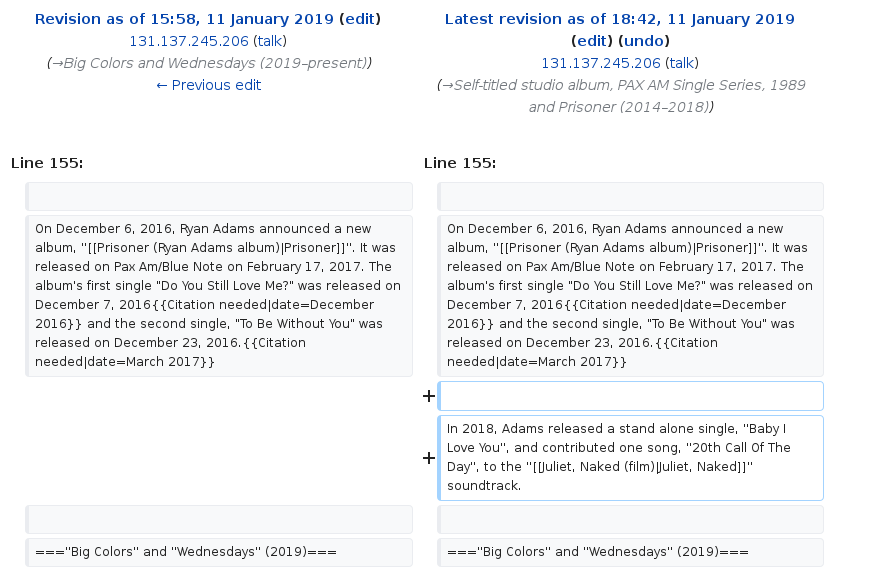 Revision as of 15:58, 11 January 2019 (edit)
131.137.245.206 (talk)
(→Big Colors and Wednesdays (2019–present))
← Previous edit
Latest revision as of 18:42, 11 January 2019
(edit) (undo)
131.137.245.206 (talk)
(→Self-titled studio album, PAX AM Single Series, 1989
and Prisoner (2014–2018))
Line 155:
Line 155:
On December 6, 2016, Ryan Adams announced a new
album, ''[[Prisoner (Ryan Adams album)|Prisoner]]''. It was
released on Pax Am/Blue Note on February 17, 2017. The
album's first single "Do You Still Love Me?" was released on
December 7, 2016{{Citation needed|date=December
2016}} and the second single, "To Be Without You" was
released on December 23, 2016.{{Citation
needed|date=March 2017}}
On December 6, 2016, Ryan Adams announced a new
album, ''[[Prisoner (Ryan Adams album)|Prisoner]]''. It was
released on Pax Am/Blue Note on February 17, 2017. The
album's first single "Do You Still Love Me?" was released on
December 7, 2016{{Citation needed|date=December
2016}} and the second single, "To Be Without You" was
released on December 23, 2016.{{Citation
needed|date=March 2017}}
+
+
In 2018, Adams released a stand alone single, "Baby I
Love You", and contributed one song, "20th Call Of The
Day", to the ''[[Juliet, Naked (film)|Juliet, Naked]]''
soundtrack.
===''Big Colors'' and ''Wednesdays'' (2019)===
===''Big Colors'' and ''Wednesdays'' (2019)===